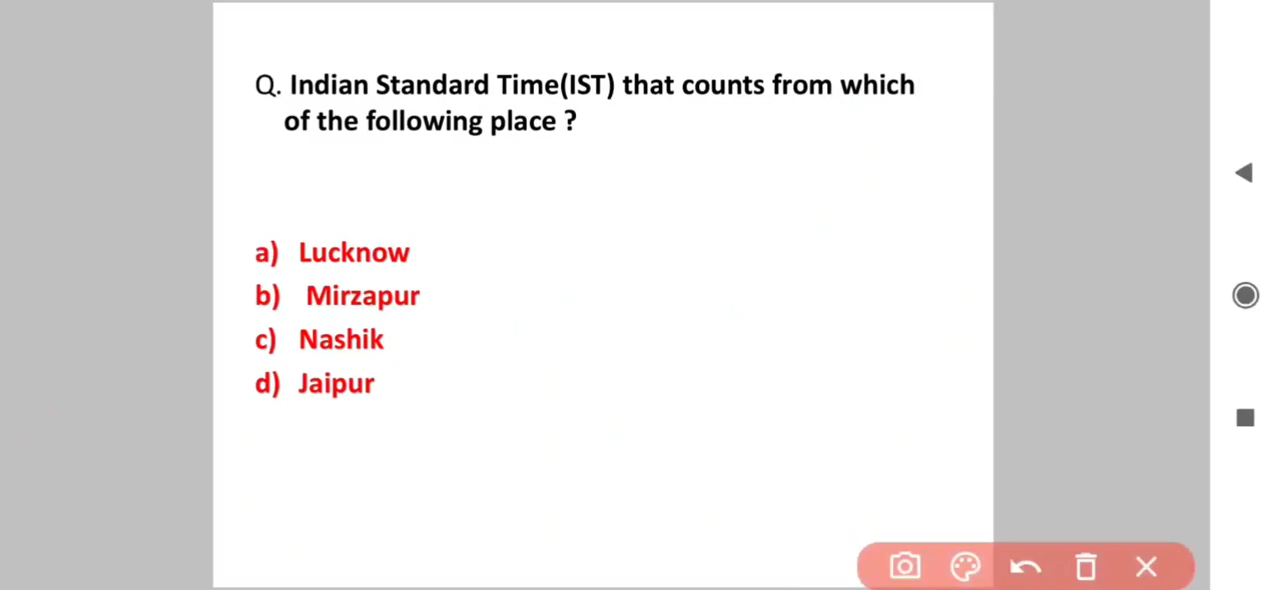 Q. Indian Standard Time(IST) that counts from which
of the following place ?
a) Lucknow
b) Mirzapur
c) Nashik
d) Jaipur